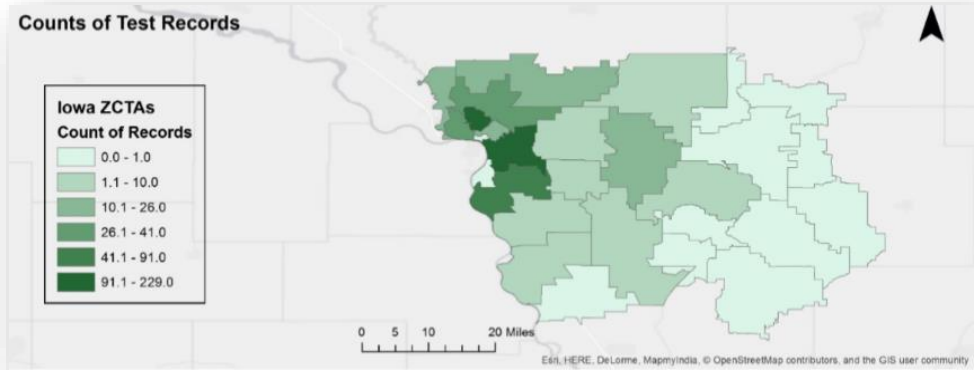 Counts of Test Records
Iowa ZCTAs
Count of Records
0.0 - 1.0
1.1 - 10.0
10.1 - 26.0
26.1 - 41.0
41.1 - 91.0
91.1 - 229.0
0 5 10 20 Miles
Esri, HERE, DeLorme, MapmyIndia, © OpenStreetMap contributors, and the GIS user community